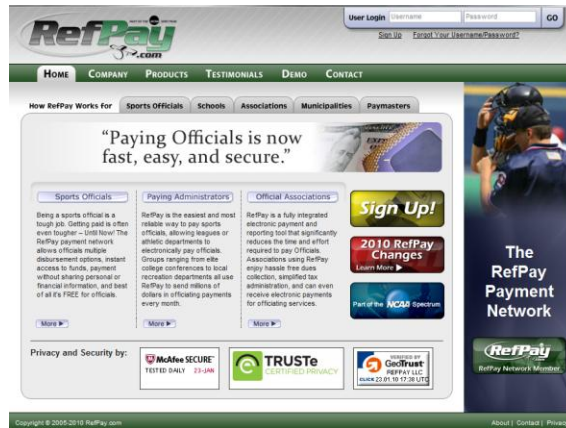 RefPay
.com
User Login Username Password GO
Sign Up Forgot Your Username/Password?
HOME COMPANY PRODUCTS TESTIMONIALS DEMO CONTACT
How RefPay Works for Sports Officials Schools Associations Municipalities Paymasters
“Paying Officials is now
fast, easy, and secure.”
Sports Officials
Being a sports official is a
tough job. Getting paid is often
even tougher – Until Now! The
RefPay payment network
allows officials multiple
disbursement options, instant
access to funds, payment
without sharing personal or
financial information, and best
of all it's FREE for officials.
More
Paying Administrators
RefPay is the easiest and most
reliable way to pay sports
officials, allowing leagues or
athletic departments to
electronically pay officials.
Groups ranging from elite
college conferences to local
recreation departments all use
RefPay to send millions of
dollars in officiating payments
every month.
More
Official Associations
RefPay is a fully integrated
electronic payment and
reporting tool that significantly
reduces the time and effort
required to pay Officials.
Associations using RefPay
enjoy hassle free dues
collection, simplified tax
administration, and can even
receive electronic payments
for officiating services.
More
Sign Up!
2010 RefPay
Changes
Learn More
Part of the NCAA Spectrum
The
RefPay
Payment
Network
RefPay
RefPay Network Member
Privacy and Security by:
McAfee SECURE
TESTED DAILY 23-JAN
TRUSTe
CERTIFIED PRIVACY
VERIFIED BY
GeoTrust
REFPAY LLC
CLICK 23.01.10 17:38 UTC
Copyright © 2005-2010 RefPay.com
About | Contact | Privac